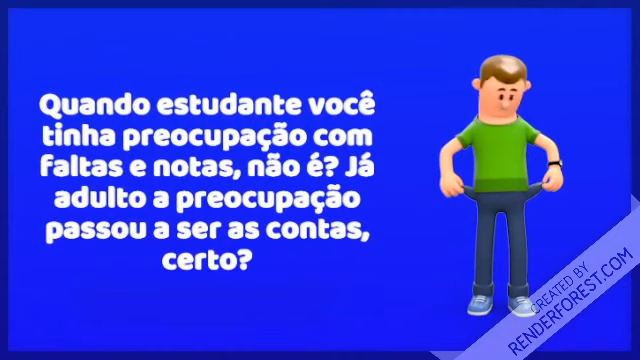 Quando estudante você
tinha preocupação com
faltas e notas, não é? Já
adulto a preocupação
passou a ser as contas,
certo?
CREATED BY
RENDERFOREST.COM